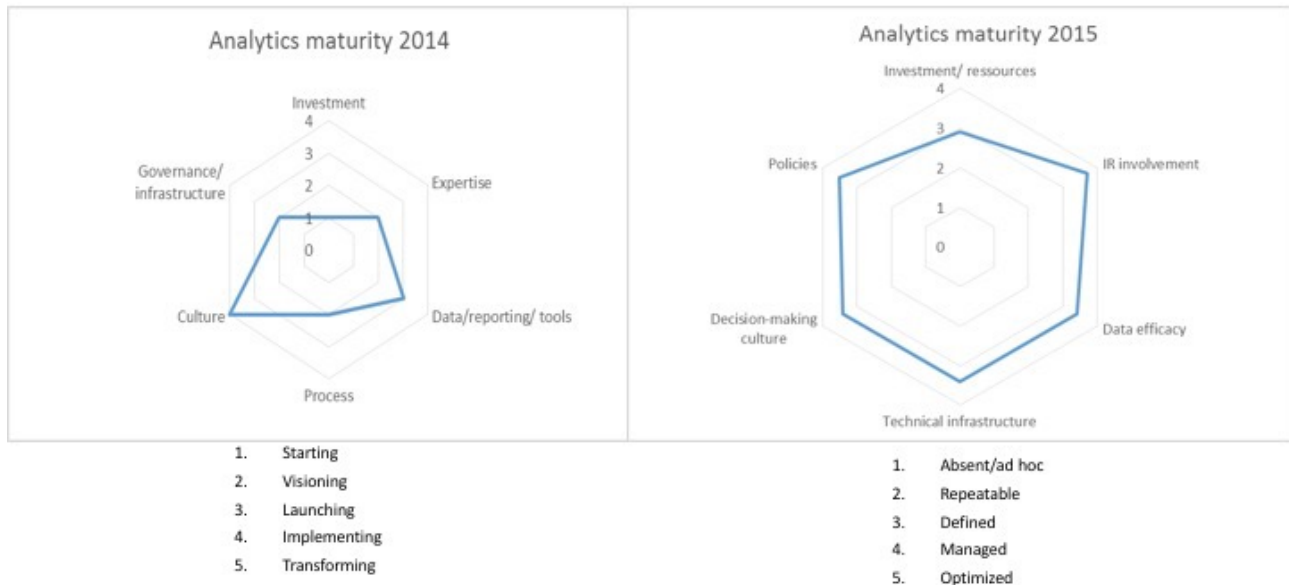 Analytics maturity 2014
Investment
4
3
2
1
0
Governance/
infrastructure
Expertise
Culture
Data/reporting/ tools
Process
1. Starting
2. Visioning
3. Launching
4. Implementing
5. Transforming
Analytics maturity 2015
Investment/ ressources
4
3
2
1
0
Policies
IR involvement
Decision-making
culture
Data efficacy
Technical infrastructure
1. Absent/ad hoc
2. Repeatable
3. Defined
4. Managed
5. Optimized